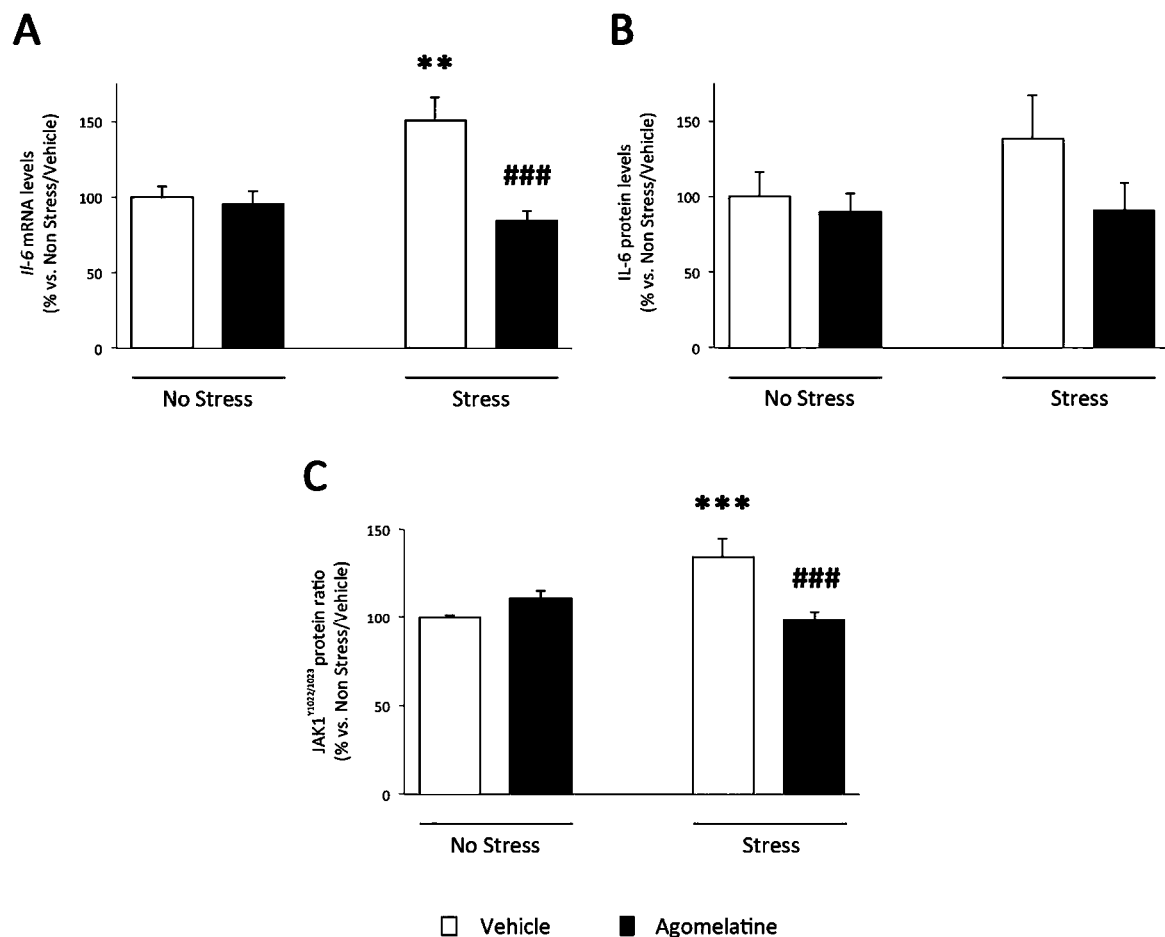 A
Il-6 mRNA levels
(% vs. Non Stress/Vehicle)
150
100
50
0
**
###
No Stress
Stress
B
IL-6 protein levels
(% vs. Non Stress/Vehicle)
150
100
50
0
No Stress
Stress
C
JAK1Y1022/1023 protein ratio
(% vs. Non Stress/Vehicle)
150
100
50
0
***
###
No Stress
Stress
Vehicle
Agomelatine